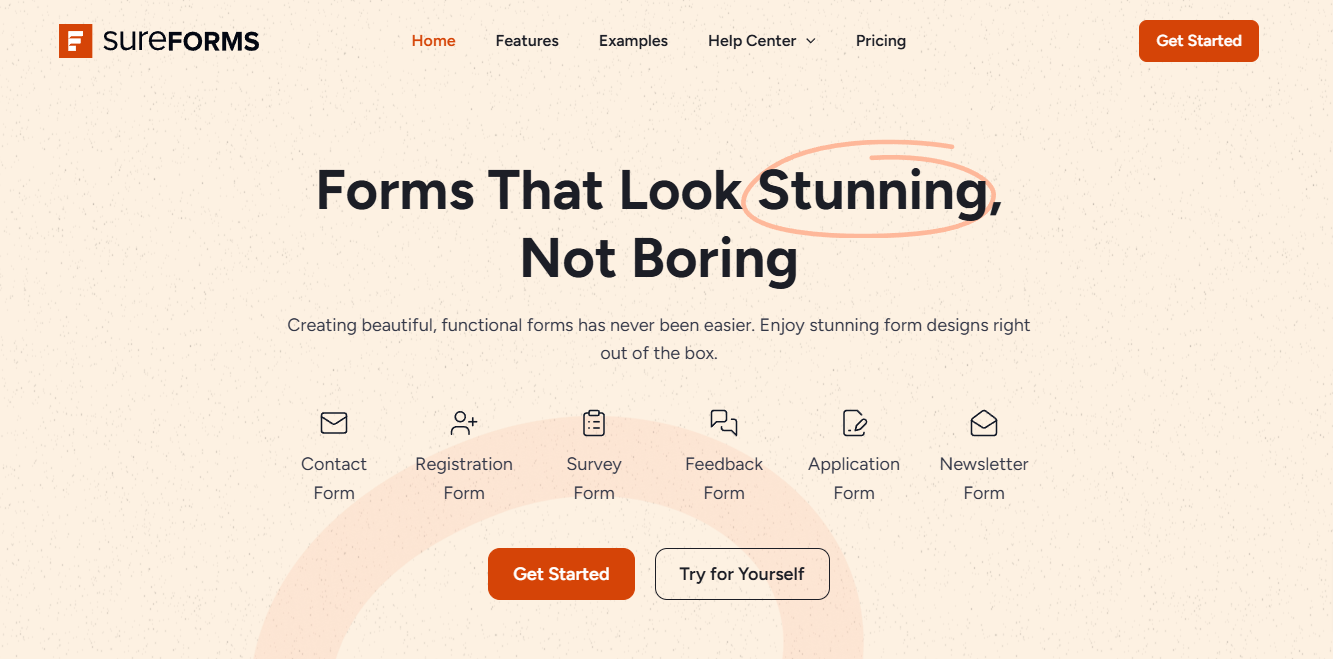 sureFORMS
Home Features Examples Help Center Pricing
Get Started
Forms That Look Stunning,
Not Boring
Creating beautiful, functional forms has never been easier. Enjoy stunning form designs right
out of the box.
Contact
Form
Registration
Form
Survey
Form
Feedback
Form
Application
Form
Newsletter
Form
Get Started
Try for Yourself